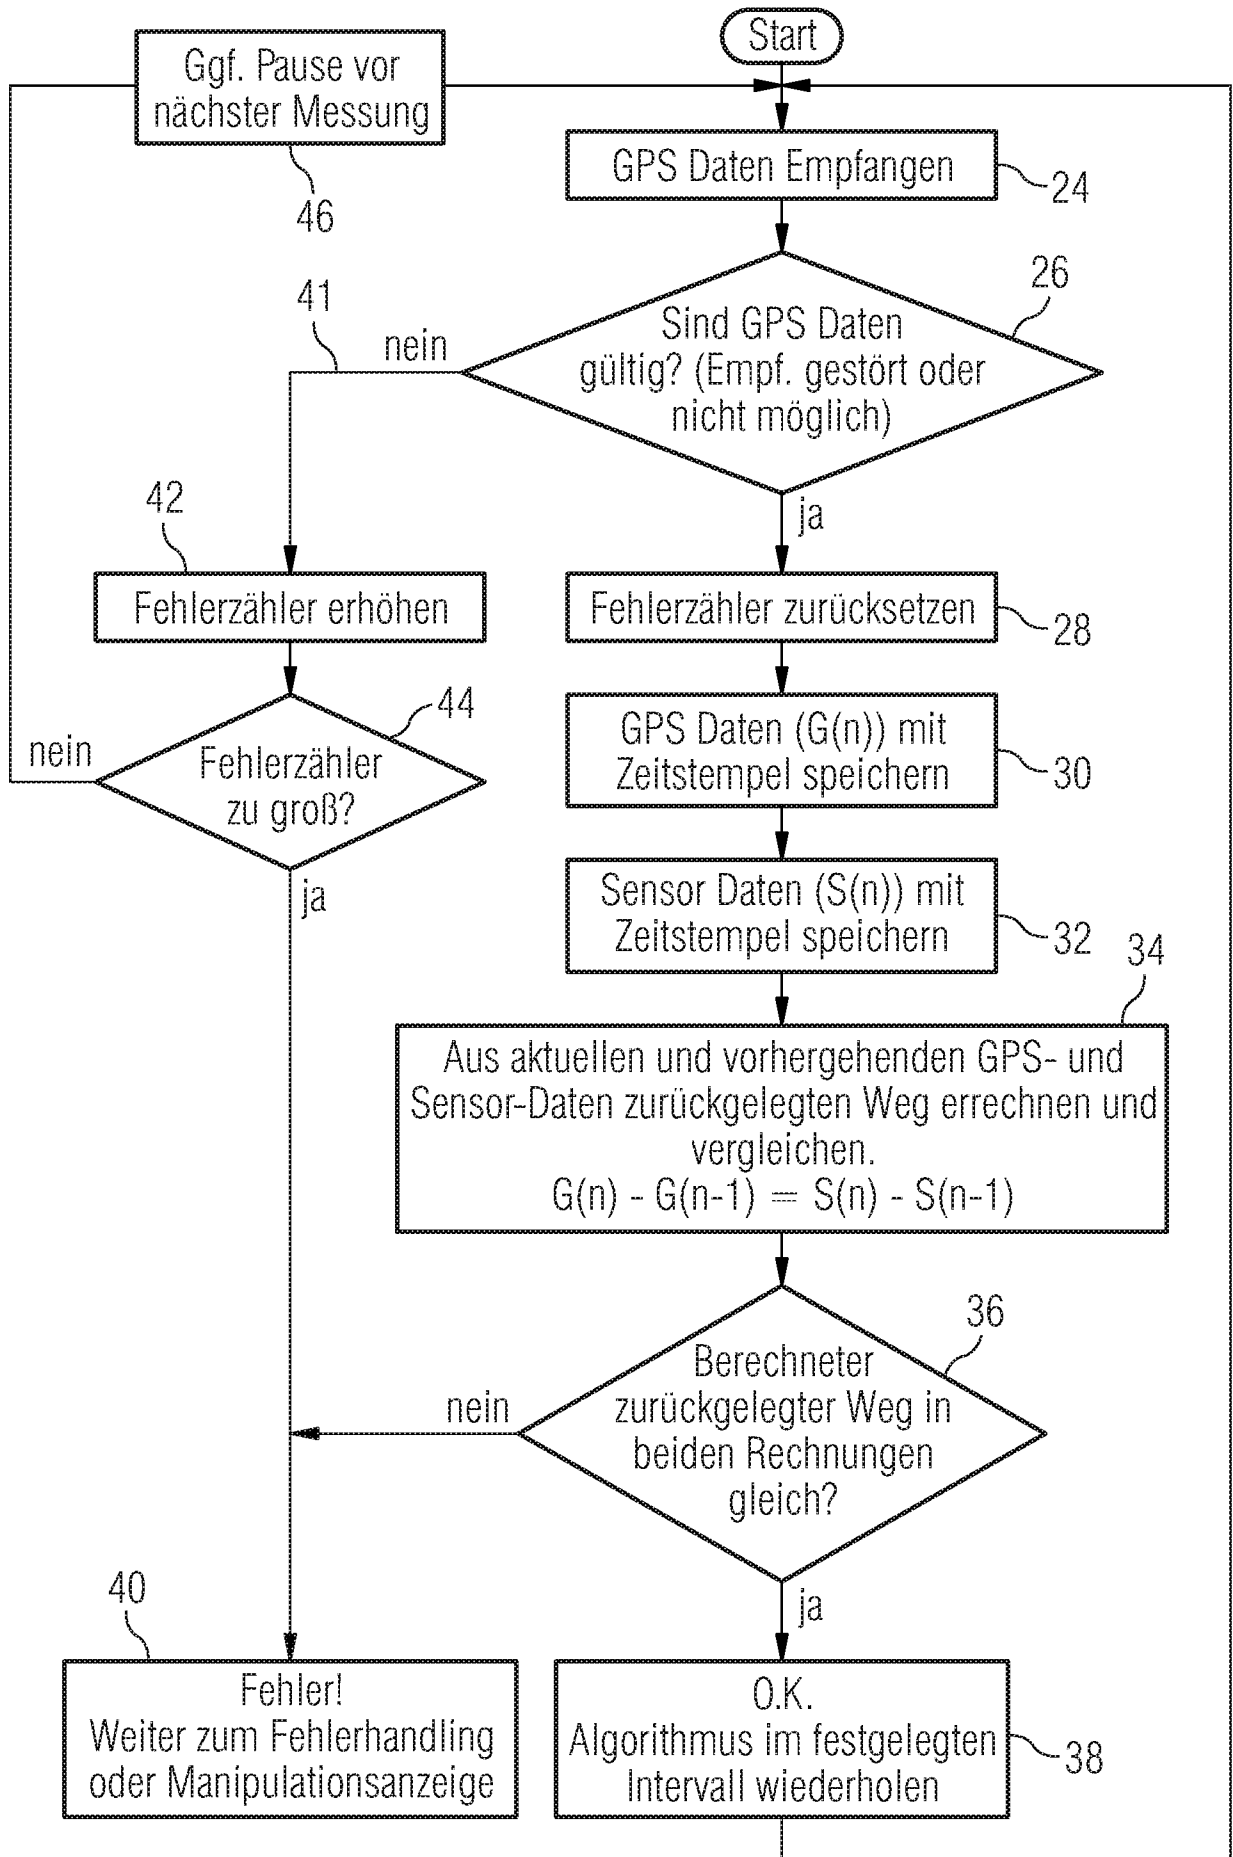 Start
Ggf. Pause vor
nächster Messung
46
GPS Daten Empfangen
24
26
Sind GPS Daten
gültig? (Empf. gestört oder
nicht möglich)
41
nein
ja
42
Fehlerzähler erhöhen
Fehlerzähler zurücksetzen
28
44
nein
Fehlerzähler
zu groß?
ja
GPS Daten (G(n)) mit
Zeitstempel speichern
30
Sensor Daten (S(n)) mit
Zeitstempel speichern
32
34
Aus aktuellen und vorhergehenden GPS- und
Sensor-Daten zurückgelegten Weg errechnen und
vergleichen.
G(n) - G(n-1) = S(n) - S(n-1)
36
Berechneter
zurückgelegter Weg in
beiden Rechnungen
gleich?
nein
ja
40
Fehler!
Weiter zum Fehlerhandling
oder Manipulationsanzeige
O.K.
Algorithmus im festgelegten
Intervall wiederholen
38